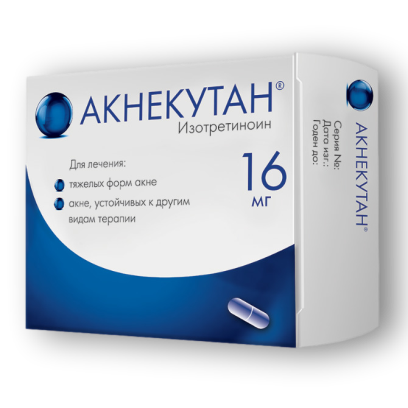 АКНЕКУТАН®
Изотретиноин
Для лечения:
тяжелых форм акне
акне, устойчивых к другим
видам терапии
16
мг
АКНЕКУТАН®
Серия №:
Дата изг.:
Годен до: